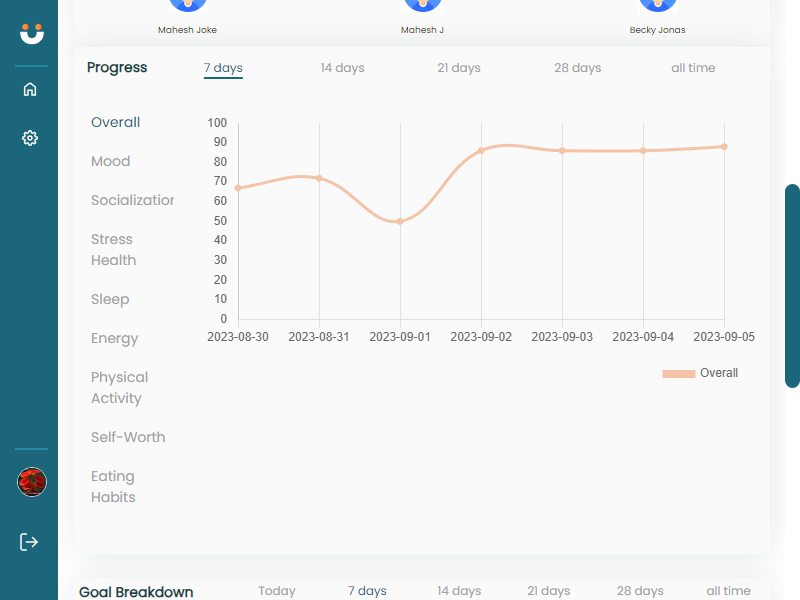 Mahesh Joke Mahesh J Becky Jonas
Progress 7 days 14 days 21 days 28 days all time
Overall
Mood
Socialization
Stress
Health
Sleep
Energy
Physical
Activity
Self-Worth
Eating
Habits
100
90
80
70
60
50
40
30
20
10
0
2023-08-30 2023-08-31 2023-09-01 2023-09-02 2023-09-03 2023-09-04 2023-09-05
Overall
Goal Breakdown Today 7 days 14 days 21 days 28 days all time